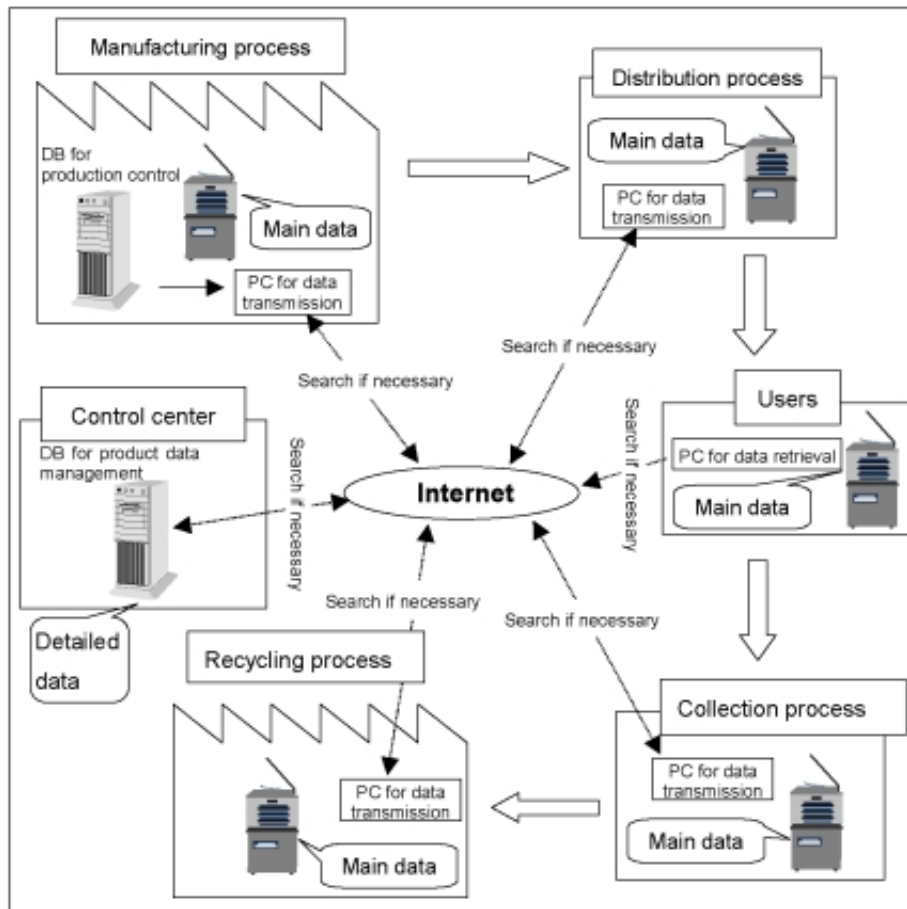 Manufacturing process
DB for
production control
Main data
PC for data
transmission
Distribution process
Main data
PC for data
transmission
Search if necessary
Search if necessary
Control center
DB for product data
management
Search if necessary
Internet
Search if necessary
Users
PC for data retrieval
Main data
Detailed
data
Search if necessary
Search if necessary
Recycling process
PC for data
transmission
Main data
Collection process
PC for data
transmission
Main data